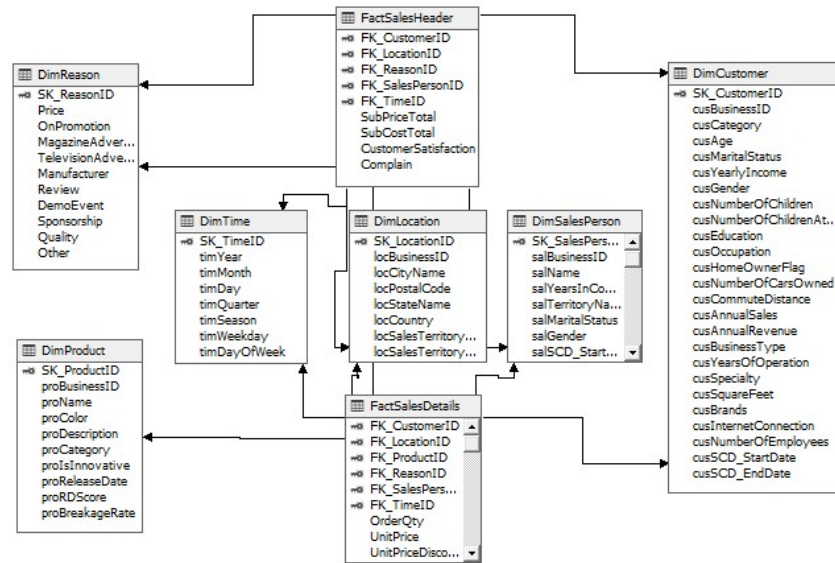 FactSalesHeader
FK_CustomerID
FK_LocationID
FK_ReasonID
FK_SalesPersonID
FK_TimeID
SubPriceTotal
SubCostTotal
CustomerSatisfaction
Complain
DimReason
SK_ReasonID
Price
OnPromotion
MagazineAdver...
TelevisionAdve...
Manufacturer
Review
DemoEvent
Sponsorship
Quality
Other
DimCustomer
SK_CustomerID
cusBusinessID
cusCategory
cusAge
cusMaritalStatus
cusYearlyIncome
cusGender
cusNumberOfChildren
cusNumberOfChildrenAt...
cusEducation
cusOccupation
cusHomeOwnerFlag
cusNumberOfCarsOwned
cusCommuteDistance
cusAnnualSales
cusAnnualRevenue
cusBusinessType
cusYearsOfOperation
cusSpecialty
cusSquareFeet
cusBrands
cusInternetConnection
cusNumberOfEmployees
cusSCD_StartDate
cusSCD_EndDate
DimTime
SK_TimeID
timYear
timMonth
timDay
timQuarter
timSeason
timWeekday
timDayOfWeek
DimLocation
SK_LocationID
locBusinessID
locCityName
locPostalCode
locStateName
locCountry
locSalesTerritory...
locSalesTerritory...
DimSalesPerson
SK_SalesPers...
salBusinessID
salName
salYearsInCo...
salTerritoryNa...
salMaritalStatus
salGender
salSCD_Start...
DimProduct
SK_ProductID
proBusinessID
proName
proColor
proDescription
proCategory
proIsInnovative
proReleaseDate
proRDScore
proBreakageRate
FactSalesDetails
FK_CustomerID
FK_LocationID
FK_ProductID
FK_ReasonID
FK_SalesPers...
FK_TimeID
OrderQty
UnitPrice
UnitPriceDisco...